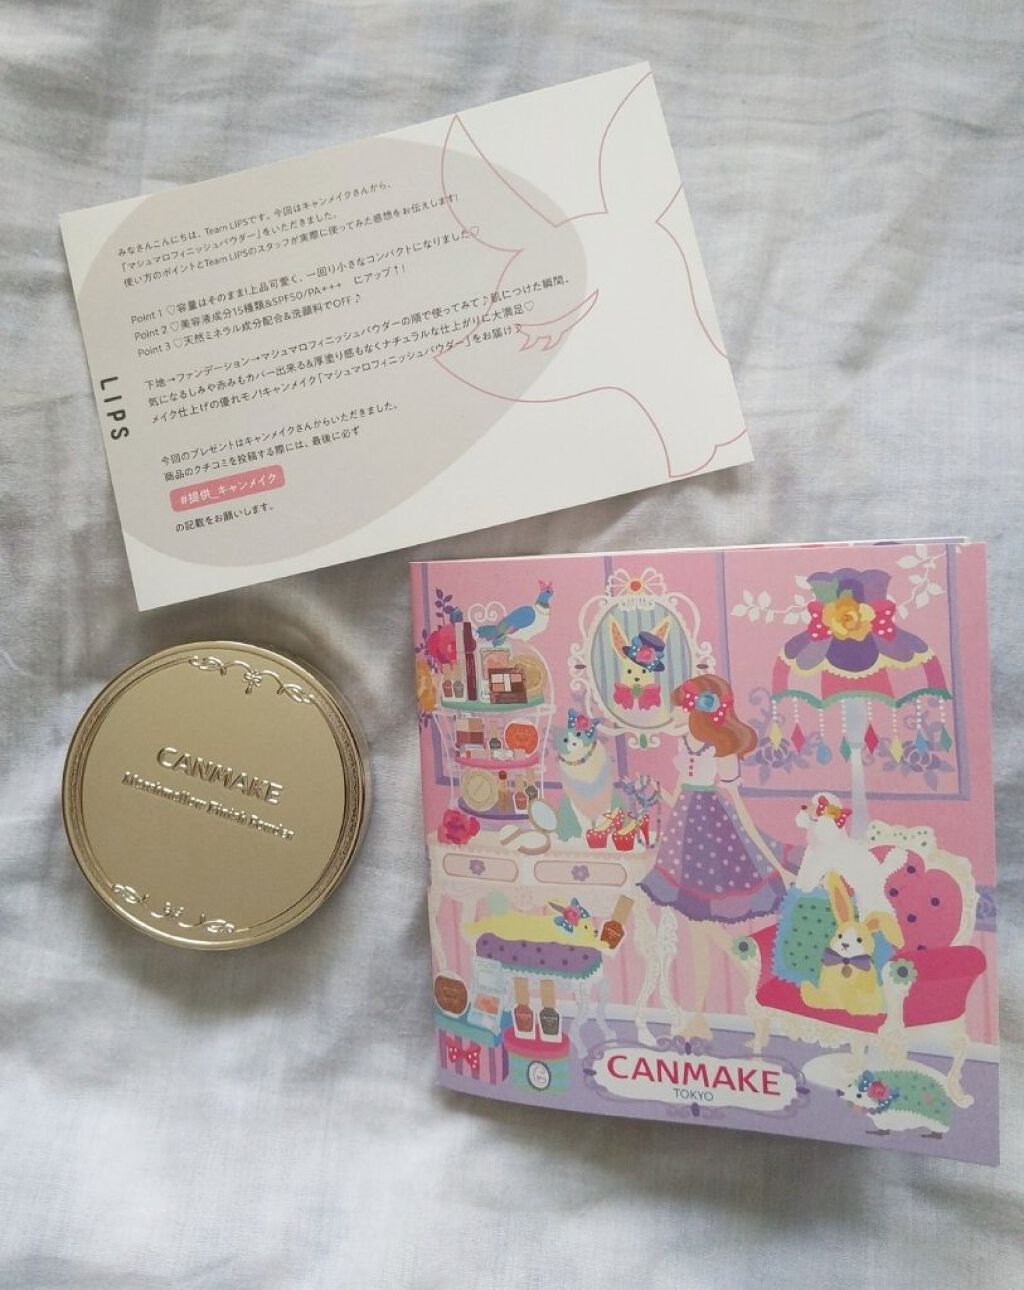 みなさんこんにちは、Team LIPSです。今回はキャンメイクさんから、
「マシュマロフィニッシュパウダー」をいただきました。
使い方のポイントとTeam LIPSのスタッフが実際に使ってみた感想をお伝えします!
Point 1 ♡容量はそのまま!上品可愛く、一回り小さなコンパクトになりました♡
Point 2 ♡美容液成分15種類&SPF50/PA+++ にアップ↑!
Point 3 ♡天然ミネラル成分配合&洗顔料でOFF♪
下地→ファンデーション→マシュマロフィニッシュパウダーの順で使ってみて♪肌につけた瞬間、
気になるしみや赤みもカバー出来る&厚塗り感もなくナチュラルな仕上がりに大満足♡
メイク仕上げの優れモノ!キャンメイク「マシュマロフィニッシュパウダー」をお届け♪
LIPS
今回のプレゼントはキャンメイクさんからいただきました。
商品のクチコミを投稿する際には、最後に必ず
#提供_キャンメイク
の記載をお願いします。
CANMAKE
Marshmallow Finish Powder
CANMAKE
TOKYO